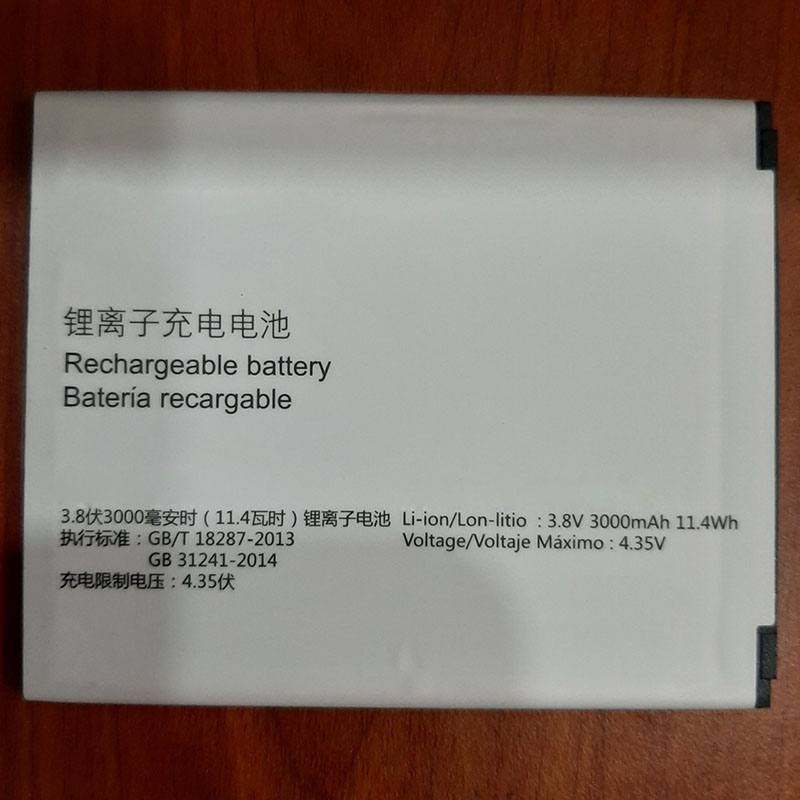 锂离子充电电池
Rechargeable battery
Batería recargable
3.8伏3000毫安时（11.4瓦时）锂离子电池
执行标准：GB/T 18287-2013
GB 31241-2014
充电限制电压：4.35伏
Li-ion/Lon-litio : 3.8V 3000mAh 11.4Wh
Voltage/Voltaje Máximo : 4.35V